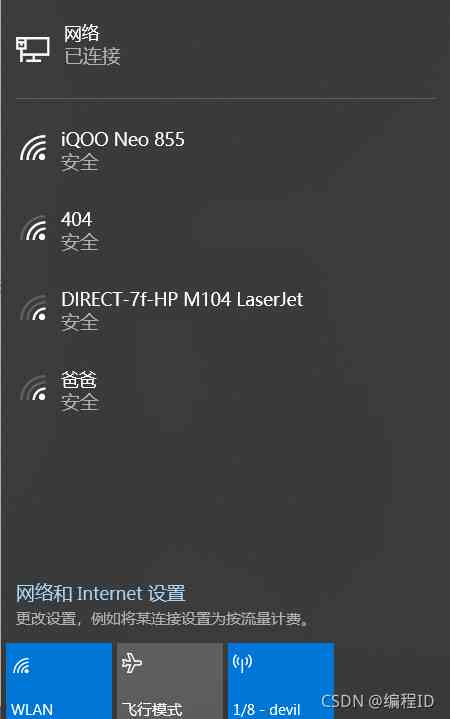 网络
已连接
iQOO Neo 855
安全
404
安全
DIRECT-7f-HP M104 LaserJet
安全
爸爸
安全
网络和 Internet 设置
更改设置，例如将某连接设置为按流量计费。
WLAN
飞行模式
1/8 - devil
CSDN @编程ID